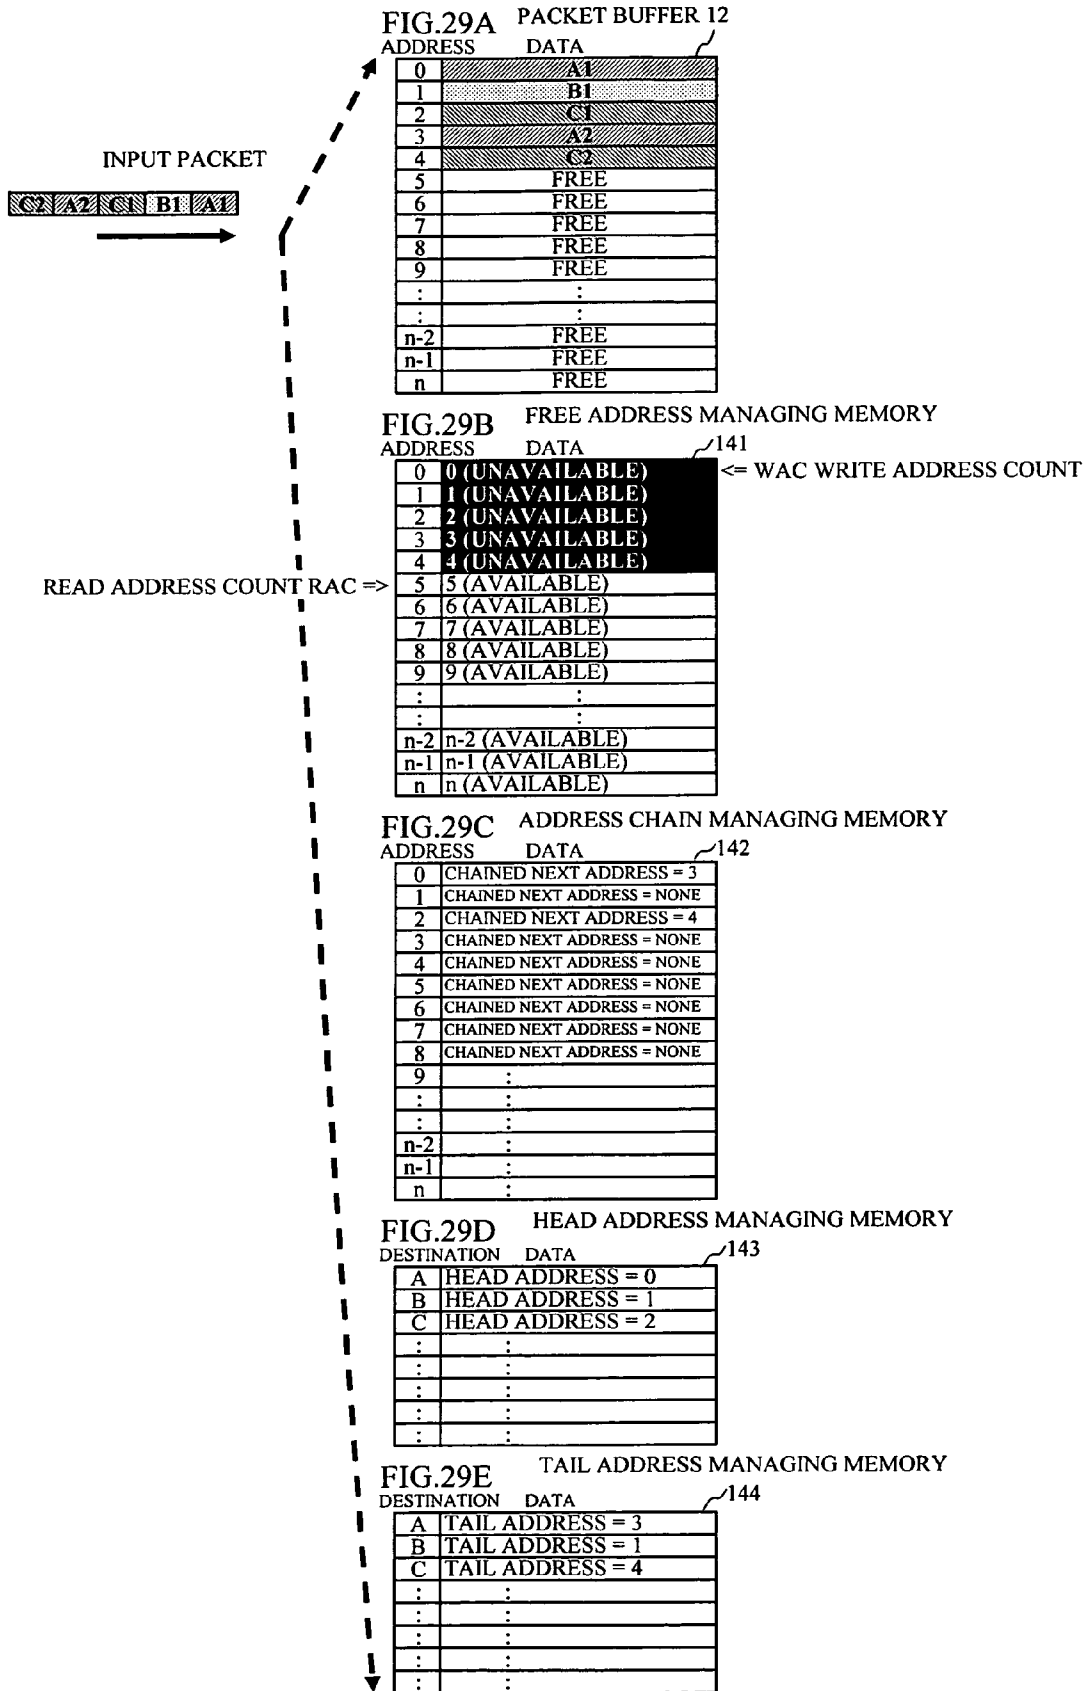 FIG.29A PACKET BUFFER 12
ADDRESS DATA
0 A1
1 B1
2 C1
3 A2
4 C2
5 FREE
6 FREE
7 FREE
8 FREE
9 FREE
: :
: :
n-2 FREE
n-1 FREE
n FREE
INPUT PACKET
C2 A2 C1 B1 A1
FIG.29B FREE ADDRESS MANAGING MEMORY
ADDRESS DATA 141
0 0 (UNAVAILABLE) <= WAC WRITE ADDRESS COUNT
1 1 (UNAVAILABLE)
2 2 (UNAVAILABLE)
3 3 (UNAVAILABLE)
4 4 (UNAVAILABLE)
READ ADDRESS COUNT RAC => 5 5 (AVAILABLE)
6 6 (AVAILABLE)
7 7 (AVAILABLE)
8 8 (AVAILABLE)
9 9 (AVAILABLE)
: :
: :
n-2 n-2 (AVAILABLE)
n-1 n-1 (AVAILABLE)
n n (AVAILABLE)
FIG.29C ADDRESS CHAIN MANAGING MEMORY
ADDRESS DATA 142
0 CHAINED NEXT ADDRESS = 3
1 CHAINED NEXT ADDRESS = NONE
2 CHAINED NEXT ADDRESS = 4
3 CHAINED NEXT ADDRESS = NONE
4 CHAINED NEXT ADDRESS = NONE
5 CHAINED NEXT ADDRESS = NONE
6 CHAINED NEXT ADDRESS = NONE
7 CHAINED NEXT ADDRESS = NONE
8 CHAINED NEXT ADDRESS = NONE
9 :
: :
: :
n-2 :
n-1 :
n :
FIG.29D HEAD ADDRESS MANAGING MEMORY
DESTINATION DATA 143
A HEAD ADDRESS = 0
B HEAD ADDRESS = 1
C HEAD ADDRESS = 2
: :
: :
: :
: :
: :
FIG.29E TAIL ADDRESS MANAGING MEMORY
DESTINATION DATA 144
A TAIL ADDRESS = 3
B TAIL ADDRESS = 1
C TAIL ADDRESS = 4
: :
: :
: :
: :
: :